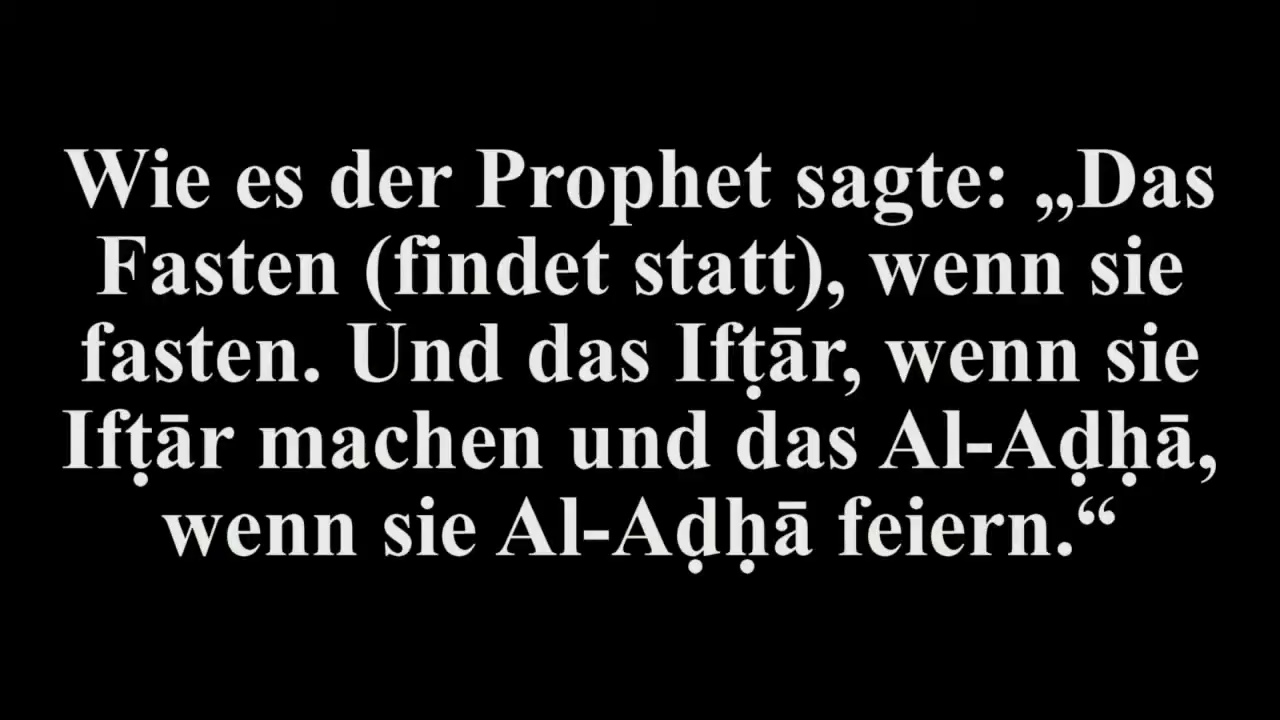 Wie es der Prophet sagte: „Das
Fasten (findet statt), wenn sie
fasten. Und das Ifṭār, wenn sie
Ifṭār machen und das Al-Aḍḥā,
wenn sie Al-Aḍḥā feiern.“